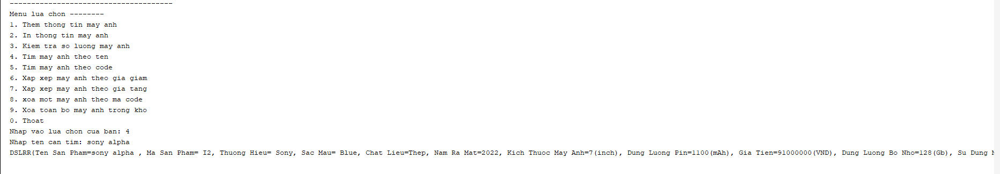 --------------------------------------
Menu lua chon --------
1. Them thong tin may anh
2. In thong tin may anh
3. Kiem tra so luong may anh
4. Tim may anh theo ten
5. Tim may anh theo code
6. Xap xep may anh theo gia giam
7. Xap xep may anh theo gia tang
8. xoa mot may anh theo ma code
9. Xoa toan bo may anh trong kho
0. Thoat
Nhap vao lua chon cua ban: 4
Nhap ten can tim: sony alpha
DSLRR{Ten San Pham=sony alpha , Ma San Pham= I2, Thuong Hieu= Sony, Sac Mau= Blue, Chat Lieu=Thep, Nam Ra Mat=2022, Kich Thuoc May Anh=7(inch), Dung Luong Pin=1100(mAh), Gia Tien=91000000(VND), Dung Luong Bo Nho=128(Gb), Su Dung